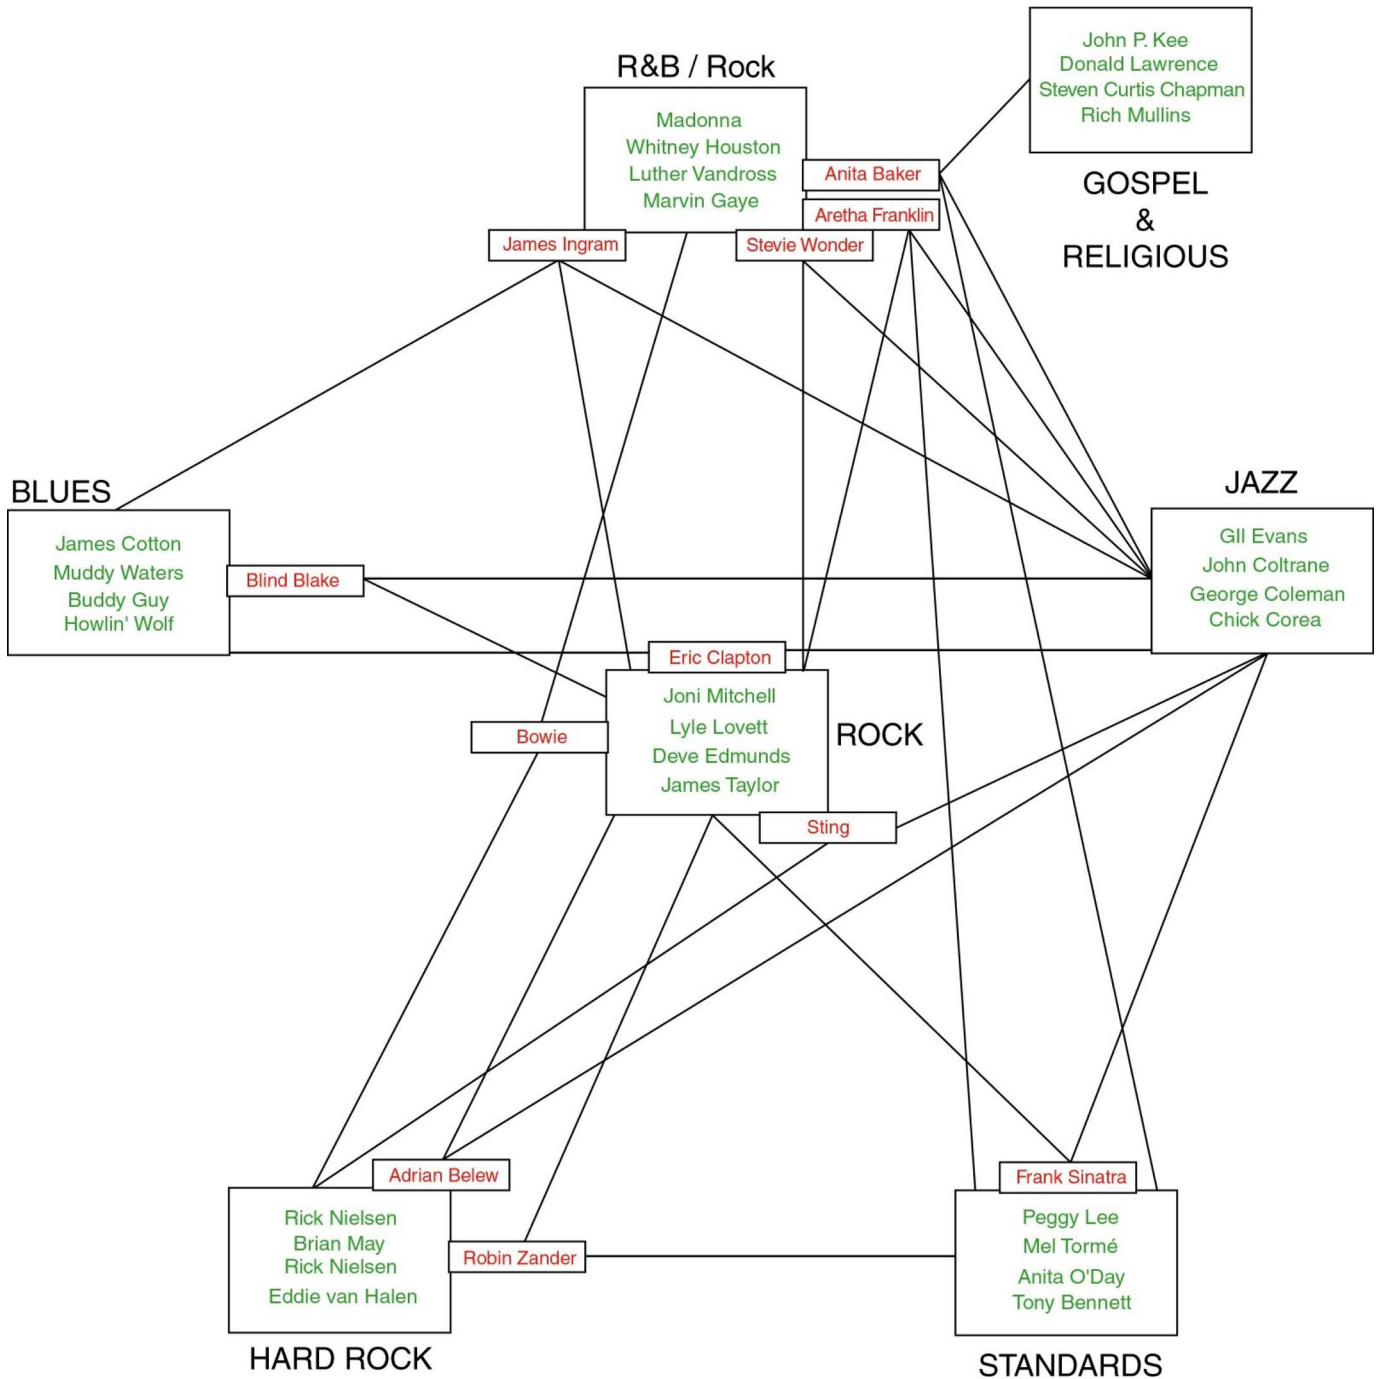 R&B / Rock
Madonna
Whitney Houston
Luther Vandross
Marvin Gaye
John P. Kee
Donald Lawrence
Steven Curtis Chapman
Rich Mullins
GOSPEL
&
RELIGIOUS
Anita Baker
Aretha Franklin
James Ingram
Stevie Wonder
BLUES
James Cotton
Muddy Waters
Buddy Guy
Howlin' Wolf
Blind Blake
JAZZ
GIl Evans
John Coltrane
George Coleman
Chick Corea
Eric Clapton
Joni Mitchell
Lyle Lovett
Deve Edmunds
James Taylor
ROCK
Bowie
Sting
Adrian Belew
Rick Nielsen
Brian May
Rick Nielsen
Eddie van Halen
Robin Zander
HARD ROCK
Frank Sinatra
Peggy Lee
Mel Tormé
Anita O'Day
Tony Bennett
STANDARDS